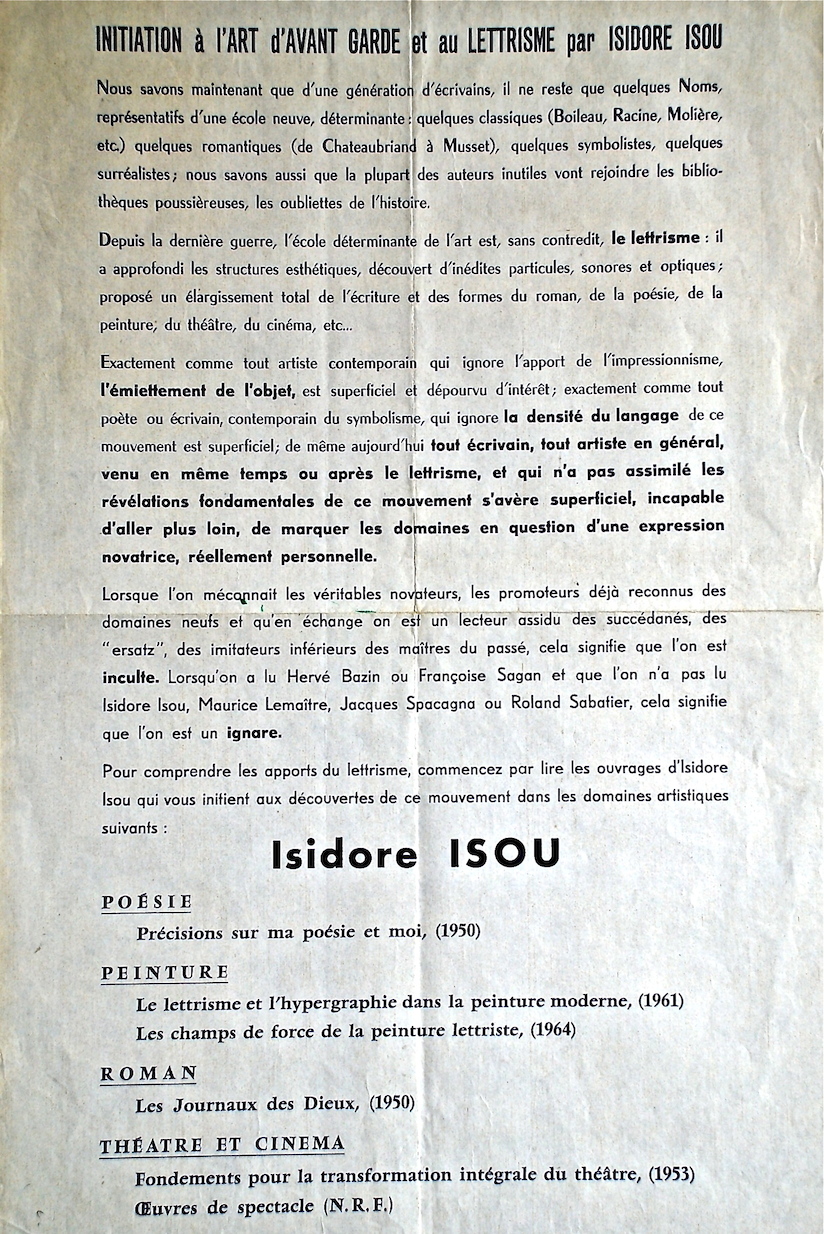 INITIATION à l'ART d'AVANT GARDE et au LETTRISME par ISIDORE ISOU
Nous savons maintenant que d'une génération d'écrivains, il ne reste que quelques Noms,
représentatifs d'une école neuve, déterminante : quelques classiques (Boileau, Racine, Molière,
etc.) quelques romantiques (de Chateaubriand à Musset), quelques symbolistes, quelques
surréalistes ; nous savons aussi que la plupart des auteurs inutiles vont rejoindre les biblio-
thèques poussièreuses, les oubliettes de l'histoire.
Depuis la dernière guerre, l'école déterminante de l'art est, sans contredit, le lettrisme : il
a approfondi les structures esthétiques, découvert d'inédites particules, sonores et optiques ;
proposé un élargissement total de l'écriture et des formes du roman, de la poésie, de la
peinture, du théâtre, du cinéma, etc...
Exactement comme tout artiste contemporain qui ignore l'apport de l'impressionnisme,
l'émiettement de l'objet, est superficiel et dépourvu d'intérêt ; exactement comme tout
poète ou écrivain, contemporain du symbolisme, qui ignore la densité du langage de ce
mouvement est superficiel ; de même aujourd'hui tout écrivain, tout artiste en général,
venu en même temps ou après le lettrisme, et qui n'a pas assimilé les
révélations fondamentales de ce mouvement s'avère superficiel, incapable
d'aller plus loin, de marquer les domaines en question d'une expression
novatrice, réellement personnelle.
Lorsque l'on méconnait les véritables novateurs, les promoteurs déjà reconnus des
domaines neufs et qu'en échange on est un lecteur assidu des succédanés, des
"ersatz", des imitateurs inférieurs des maîtres du passé, cela signifie que l'on est
inculte. Lorsqu'on a lu Hervé Bazin ou Françoise Sagan et que l'on n'a pas lu
Isidore Isou, Maurice Lemaître, Jacques Spacagna ou Roland Sabatier, cela signifie
que l'on est un ignare.
Pour comprendre les apports du lettrisme, commencez par lire les ouvrages d'Isidore
Isou qui vous initient aux découvertes de ce mouvement dans les domaines artistiques
suivants :
Isidore ISOU
POÉSIE
Précisions sur ma poésie et moi, (1950)
PEINTURE
Le lettrisme et l'hypergraphie dans la peinture moderne, (1961)
Les champs de force de la peinture lettriste, (1964)
ROMAN
Les Journaux des Dieux, (1950)
THÉATRE ET CINEMA
Fondements pour la transformation intégrale du théâtre, (1953)
Œuvres de spectacle (N.R.F.)